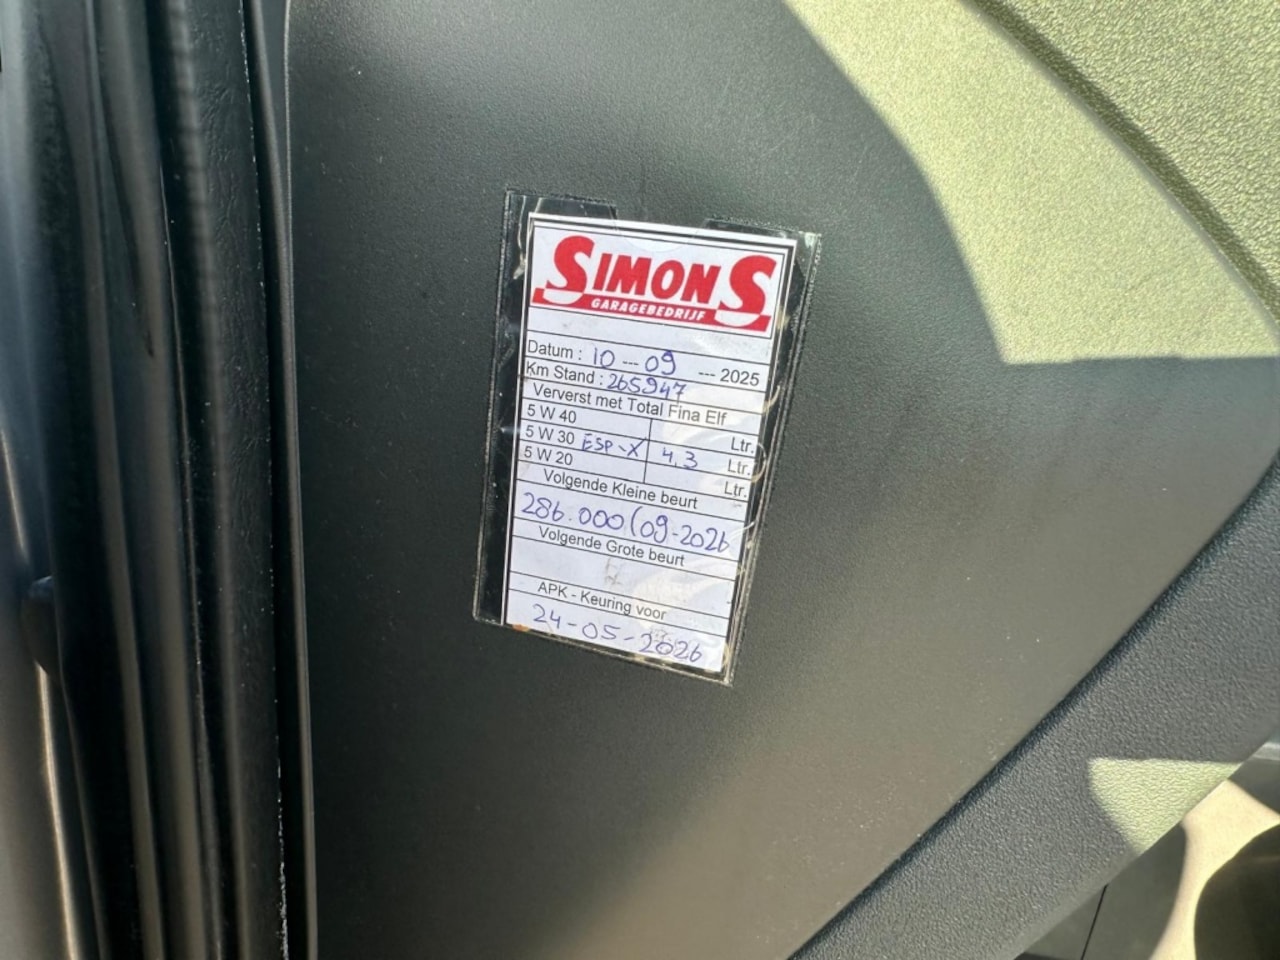 SIMONS
GARAGEBEDRIJF
Datum : 10 --- 09 --- 2025
Km Stand : 265947
Ververst met Total Fina Elf
5 W 40 Ltr.
5 W 30 ESP-X 4,3 Ltr.
5 W 20 Ltr.
Volgende Kleine beurt
286.000 (09-2026
Volgende Grote beurt
APK - Keuring voor
24-05-2026